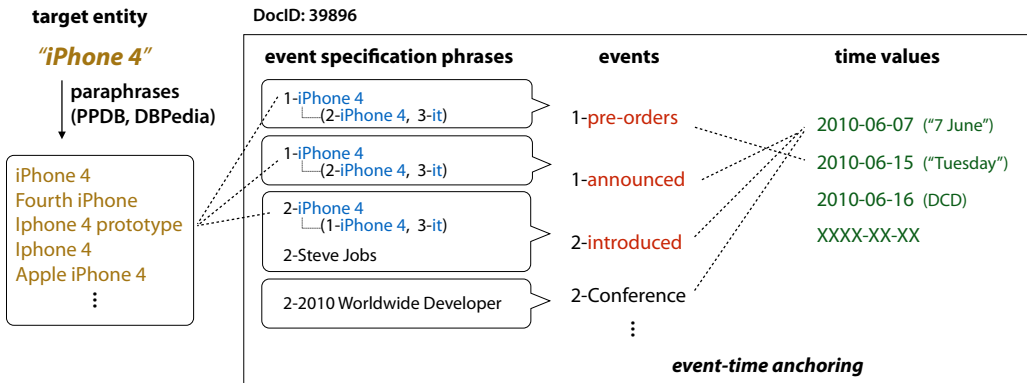 target entity
"iPhone 4"
paraphrases
(PPDB, DBPedia)
iPhone 4
Fourth iPhone
Iphone 4 prototype
Iphone 4
Apple iPhone 4
⋮
DocID: 39896
event specification phrases
1-iPhone 4
(2-iPhone 4, 3-it)
1-iPhone 4
(2-iPhone 4, 3-it)
2-iPhone 4
(1-iPhone 4, 3-it)
2-Steve Jobs
2-2010 Worldwide Developer
events
1-pre-orders
1-announced
2-introduced
2-Conference
⋮
time values
2010-06-07 ("7 June")
2010-06-15 ("Tuesday")
2010-06-16 (DCD)
XXXX-XX-XX
event-time anchoring